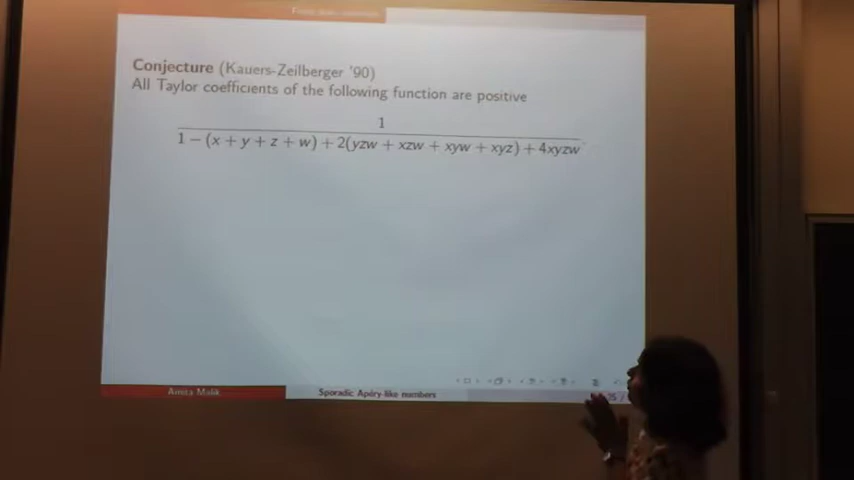 Conjecture (Kauers-Zeilberger '90)
All Taylor coefficients of the following function are positive
1
1 − (x + y + z + w) + 2(yzw + xzw + xyw + xyz) + 4xyzw
Amita Malik
Sporadic Apéry-like numbers